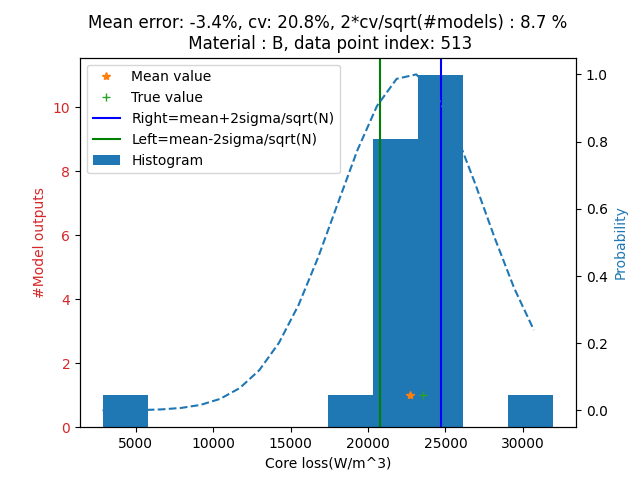 Mean error: -3.4%, cv: 20.8%, 2*cv/sqrt(#models) : 8.7 %
Material : B, data point index: 513
Mean value
True value
Right=mean+2sigma/sqrt(N)
Left=mean-2sigma/sqrt(N)
Histogram
#Model outputs
0
2
4
6
8
10
Probability
0.0
0.2
0.4
0.6
0.8
1.0
5000
10000
15000
20000
25000
30000
Core loss(W/m^3)